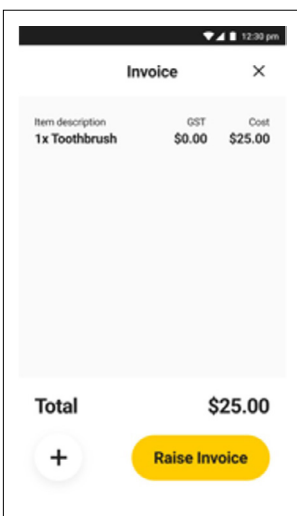 12:30 pm
Invoice
Item description GST Cost
1x Toothbrush $0.00 $25.00
Total $25.00
Raise Invoice